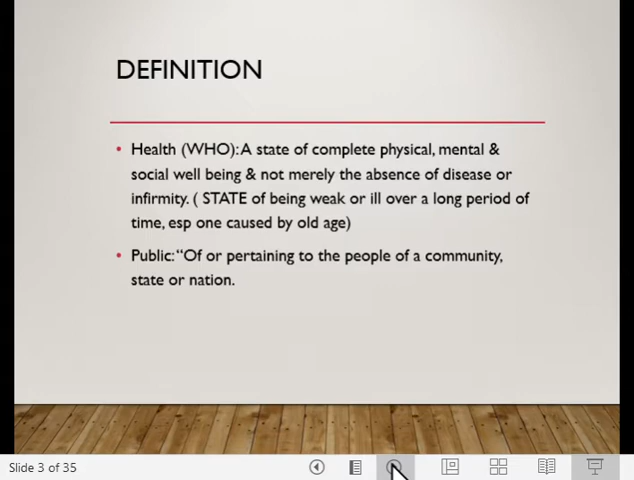 DEFINITION
• Health (WHO): A state of complete physical, mental &
social well being & not merely the absence of disease or
infirmity. ( STATE of being weak or ill over a long period of
time, esp one caused by old age)
• Public: “Of or pertaining to the people of a community,
state or nation.
Slide 3 of 35